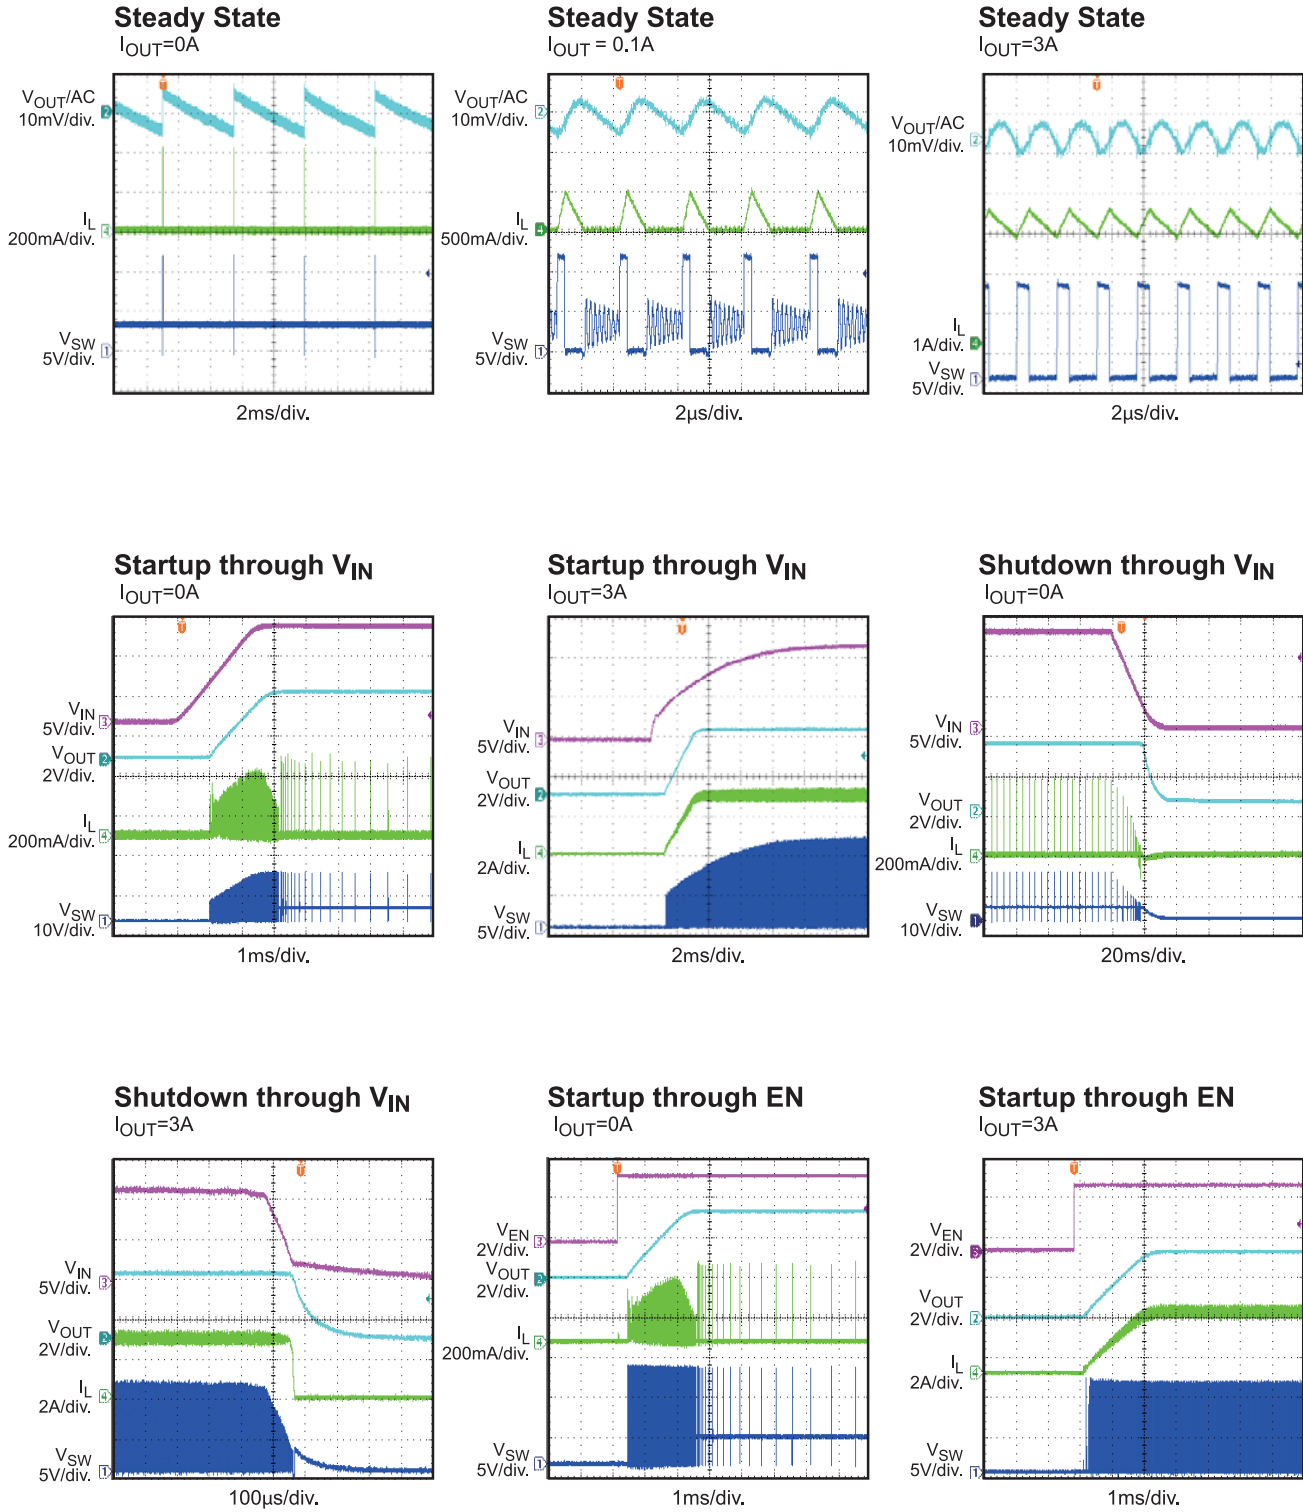 Steady State
IOUT=0A
VOUT/AC
10mV/div.
IL
200mA/div.
VSW
5V/div.
2ms/div.
Steady State
IOUT = 0.1A
VOUT/AC
10mV/div.
IL
500mA/div.
VSW
5V/div.
2µs/div.
Steady State
IOUT=3A
VOUT/AC
10mV/div.
IL
1A/div.
VSW
5V/div.
2µs/div.
Startup through VIN
IOUT=0A
VIN
5V/div.
VOUT
2V/div.
IL
200mA/div.
VSW
10V/div.
1ms/div.
Startup through VIN
IOUT=3A
VIN
5V/div.
VOUT
2V/div.
IL
2A/div.
VSW
5V/div.
2ms/div.
Shutdown through VIN
IOUT=0A
VIN
5V/div.
VOUT
2V/div.
IL
200mA/div.
VSW
10V/div.
20ms/div.
Shutdown through VIN
IOUT=3A
VIN
5V/div.
VOUT
2V/div.
IL
2A/div.
VSW
5V/div.
100µs/div.
Startup through EN
IOUT=0A
VEN
2V/div.
VOUT
2V/div.
IL
200mA/div.
VSW
5V/div.
1ms/div.
Startup through EN
IOUT=3A
VEN
2V/div.
VOUT
2V/div.
IL
2A/div.
VSW
5V/div.
1ms/div.